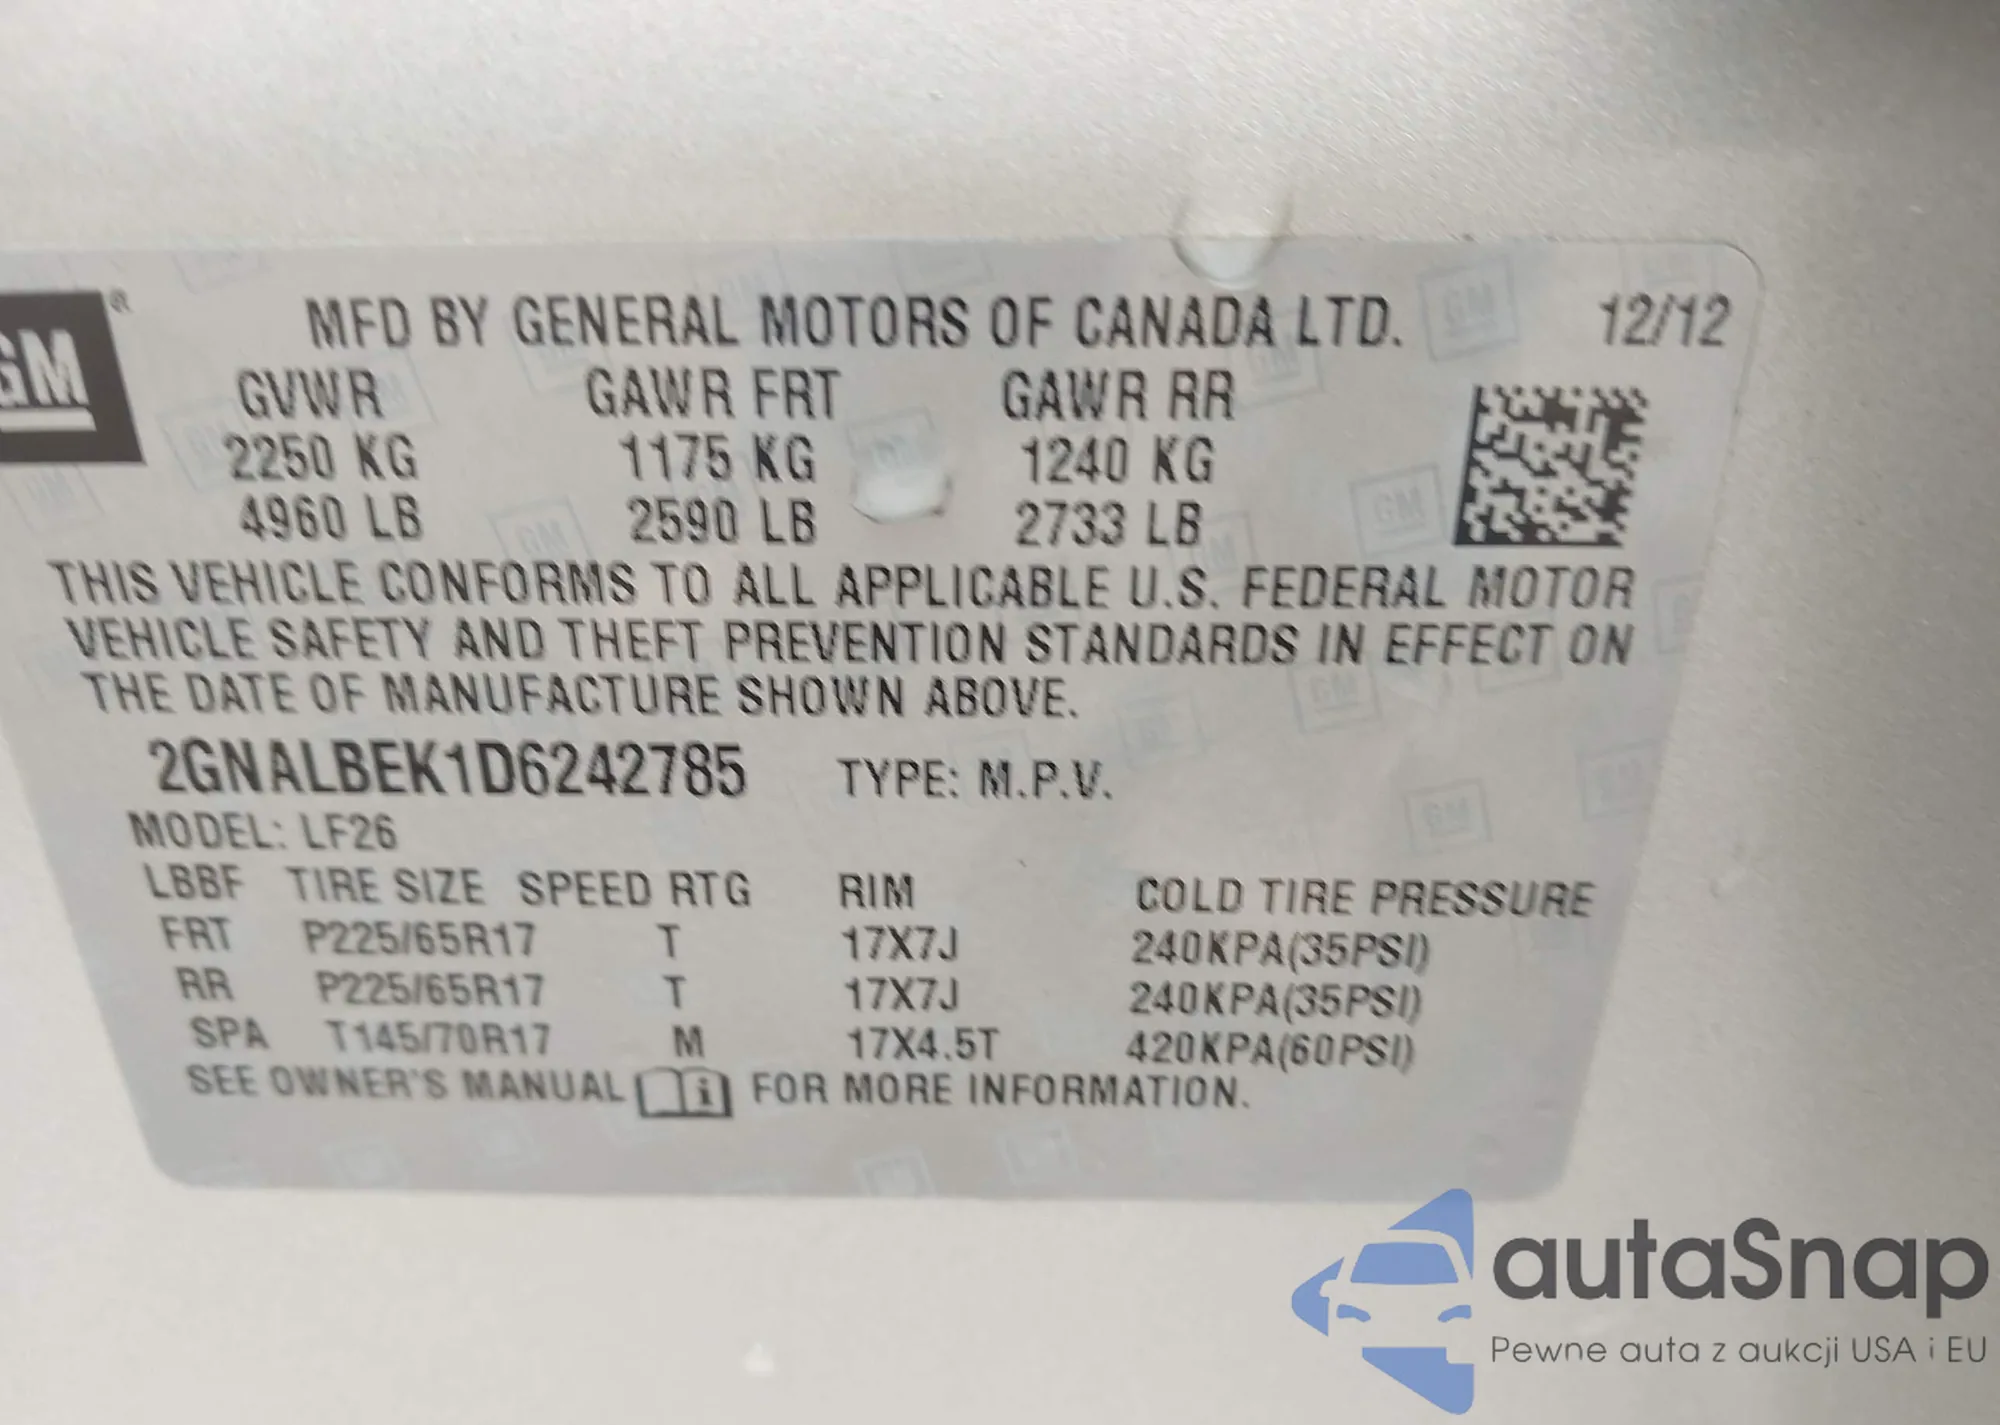 GM
MFD BY GENERAL MOTORS OF CANADA LTD. 12/12
GVWR GAWR FRT GAWR RR
2250 KG 1175 KG 1240 KG
4960 LB 2590 LB 2733 LB
THIS VEHICLE CONFORMS TO ALL APPLICABLE U.S. FEDERAL MOTOR
VEHICLE SAFETY AND THEFT PREVENTION STANDARDS IN EFFECT ON
THE DATE OF MANUFACTURE SHOWN ABOVE.
2GNALBEK1D6242785 TYPE: M.P.V.
MODEL: LF26
LBBF TIRE SIZE SPEED RTG RIM COLD TIRE PRESSURE
FRT P225/65R17 T 17X7J 240KPA(35PSI)
RR P225/65R17 T 17X7J 240KPA(35PSI)
SPA T145/70R17 M 17X4.5T 420KPA(60PSI)
SEE OWNER'S MANUAL i FOR MORE INFORMATION.
autaSnap
Pewne auta z aukcji USA i EU